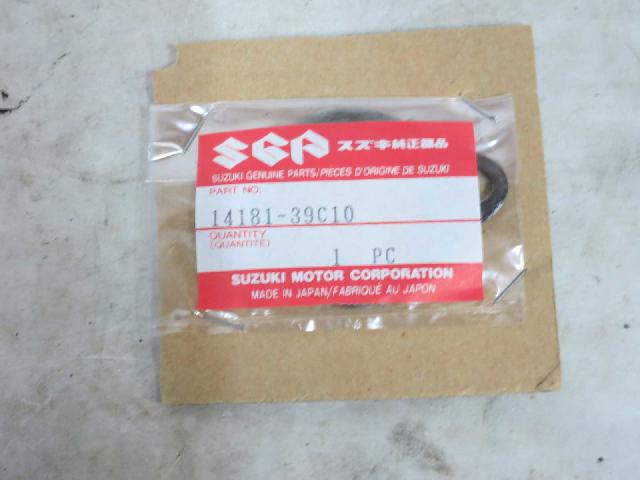 SGP スズキ純正部品
SUZUKI GENUINE PARTS/PIÈCES D'ORIGINE DE SUZUKI
PART NO.
14181-39C10
QUANTITY
(QUANTITÉ)
1 PC
SUZUKI MOTOR CORPORATION
MADE IN JAPAN/FABRIQUÉ AU JAPON